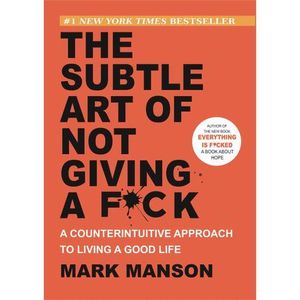 #1 NEW YORK TIMES BESTSELLER
THE
SUBTLE
ART OF
NOT
GIVING
A F*CK
AUTHOR OF
THE NEW BOOK
EVERYTHING
IS F*CKED
A BOOK ABOUT
HOPE
A COUNTERINTUITIVE APPROACH
TO LIVING A GOOD LIFE
MARK MANSON